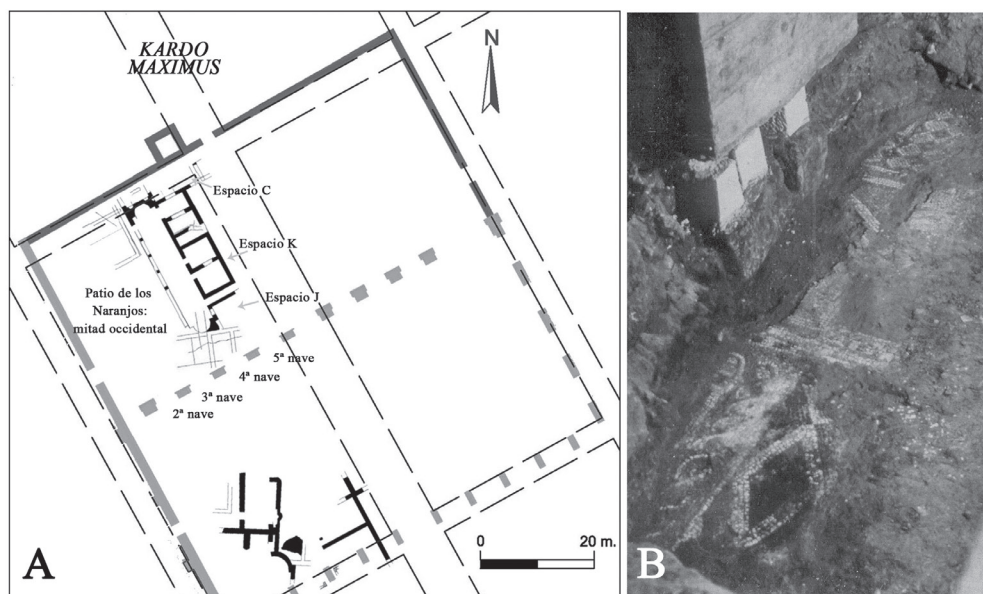 KARDO
MAXIMUS
N
Espacio C
Espacio K
Espacio J
Patio de los
Naranjos:
mitad occidental
5ª nave
4ª nave
3ª nave
2ª nave
0
20 m.
A
B